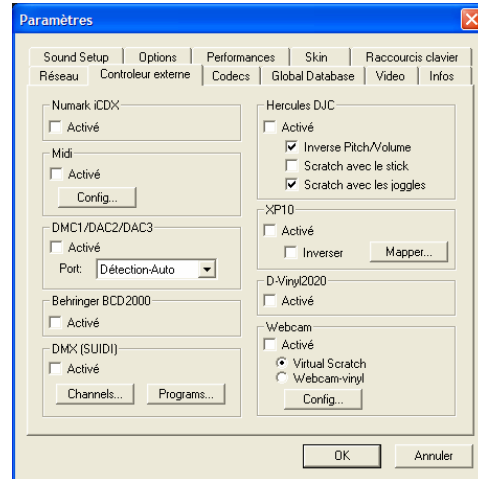 Paramètres
Sound Setup Options Performances Skin Raccourcis clavier
Réseau Controleur externe Codecs Global Database Video Infos
Numark iCDX
Activé
Midi
Activé
Config...
DMC1/DAC2/DAC3
Activé
Port: Détection-Auto
Behringer BCD2000
Activé
DMX (SUIDI)
Activé
Channels... Programs...
Hercules DJC
Activé
Inverse Pitch/Volume
Scratch avec le stick
Scratch avec les joggles
XP10
Activé
Inverser Mapper...
D-Vinyl2020
Activé
Webcam
Activé
Virtual Scratch
Webcam-vinyl
Config...
OK Annuler